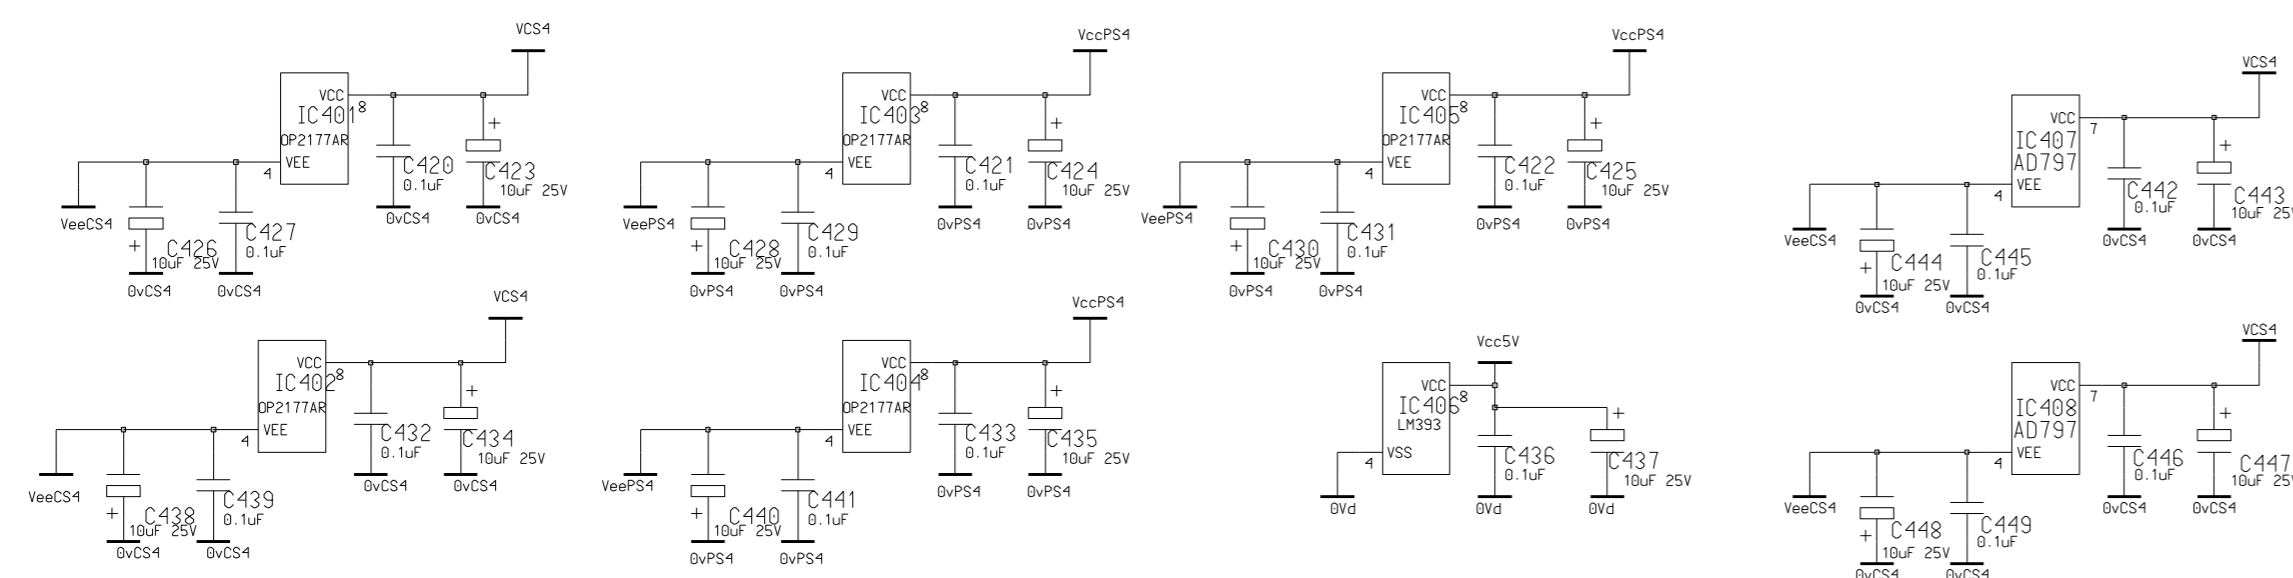 VCS4
VCC
IC401
8
OP2177AR
VEE
4
C420
0.1uF
C423
10uF 25V
VeeCS4
C426
10uF 25V
C427
0.1uF
0vCS4
0vCS4
0vCS4
0vCS4
VccPS4
VCC
IC403
8
OP2177AR
VEE
4
C421
0.1uF
C424
10uF 25V
VeePS4
C428
10uF 25V
C429
0.1uF
0vPS4
0vPS4
0vPS4
0vPS4
VccPS4
VCC
IC405
8
OP2177AR
VEE
4
C422
0.1uF
C425
10uF 25V
VeePS4
C430
10uF 25V
C431
0.1uF
0vPS4
0vPS4
0vPS4
0vPS4
VCS4
VCC
7
IC407
AD797
VEE
4
C442
0.1uF
C443
10uF 25V
VeeCS4
C444
10uF 25V
C445
0.1uF
0vCS4
0vCS4
0vCS4
0vCS4
VCS4
VCC
IC402
8
OP2177AR
VEE
4
C432
0.1uF
C434
10uF 25V
VeeCS4
C438
10uF 25V
C439
0.1uF
0vCS4
0vCS4
0vCS4
0vCS4
VccPS4
VCC
IC404
8
OP2177AR
VEE
4
C433
0.1uF
C435
10uF 25V
VeePS4
C440
10uF 25V
C441
0.1uF
0vPS4
0vPS4
0vPS4
0vPS4
Vcc5V
VCC
IC406
8
LM393
VSS
4
C436
0.1uF
C437
10uF 25V
0Vd
0Vd
0Vd
VCS4
VCC
7
IC408
AD797
VEE
4
C446
0.1uF
C447
10uF 25V
VeeCS4
C448
10uF 25V
C449
0.1uF
0vCS4
0vCS4
0vCS4
0vCS4